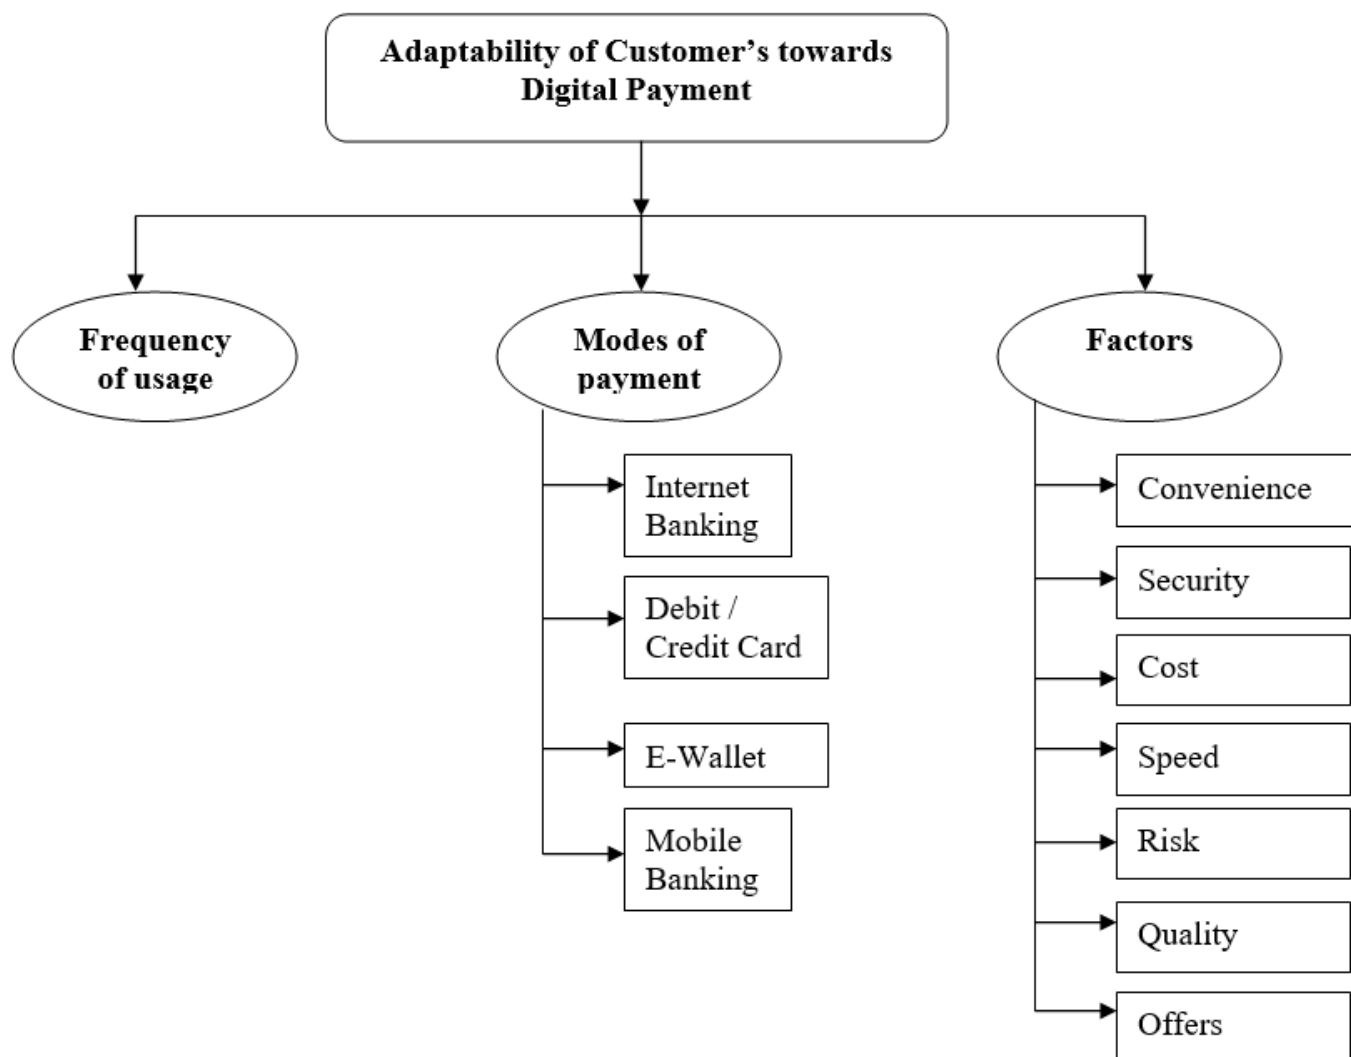 Adaptability of Customer’s towards
Digital Payment
Frequency
of usage
Modes of
payment
Factors
Internet
Banking
Debit /
Credit Card
E-Wallet
Mobile
Banking
Convenience
Security
Cost
Speed
Risk
Quality
Offers